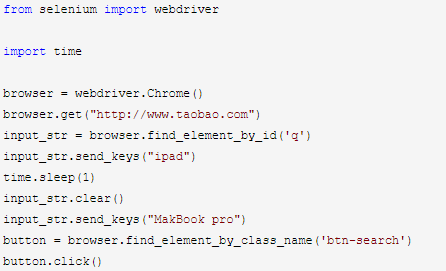 from selenium import webdriver
import time
browser = webdriver.Chrome()
browser.get("http://www.taobao.com")
input_str = browser.find_element_by_id('q')
input_str.send_keys("ipad")
time.sleep(1)
input_str.clear()
input_str.send_keys("MakBook pro")
button = browser.find_element_by_class_name('btn-search')
button.click()